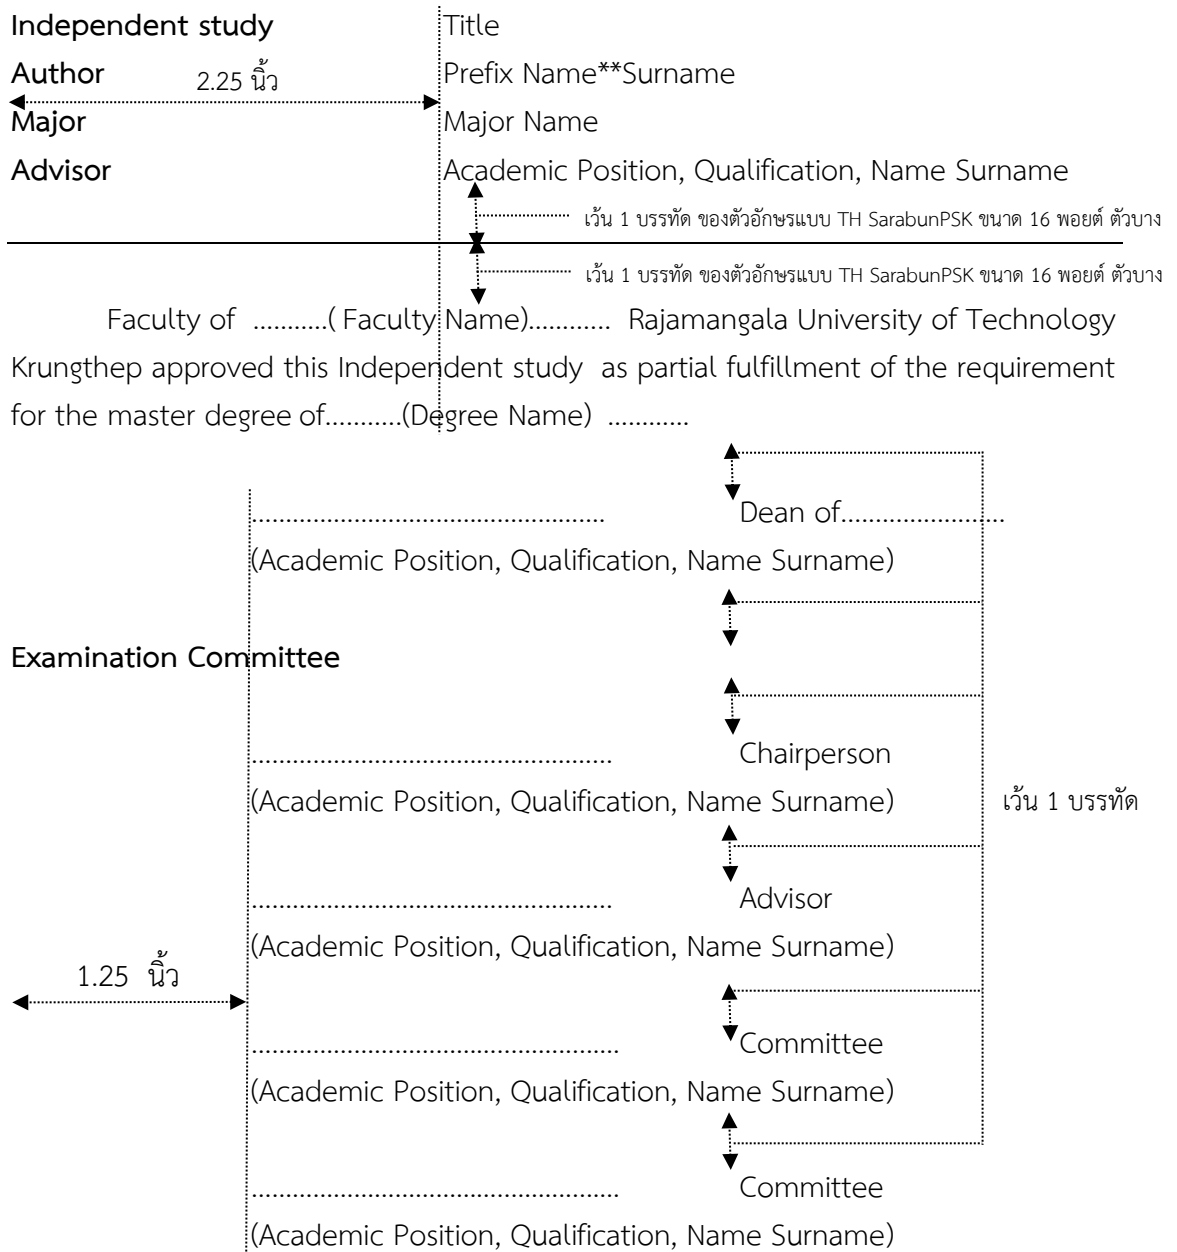 Independent study Title
Author Prefix Name**Surname
2.25 นิ้ว
Major Major Name
Advisor Academic Position, Qualification, Name Surname
เว้น 1 บรรทัด ของตัวอักษรแบบ TH SarabunPSK ขนาด 16 พอยต์ ตัวบาง
เว้น 1 บรรทัด ของตัวอักษรแบบ TH SarabunPSK ขนาด 16 พอยต์ ตัวบาง
Faculty of ...........( Faculty Name)............ Rajamangala University of Technology
Krungthep approved this Independent study as partial fulfillment of the requirement
for the master degree of...........(Degree Name) ............
................................................... Dean of........................
(Academic Position, Qualification, Name Surname)
Examination Committee
.................................................... Chairperson
(Academic Position, Qualification, Name Surname)
เว้น 1 บรรทัด
.................................................... Advisor
(Academic Position, Qualification, Name Surname)
1.25 นิ้ว
..................................................... Committee
(Academic Position, Qualification, Name Surname)
..................................................... Committee
(Academic Position, Qualification, Name Surname)